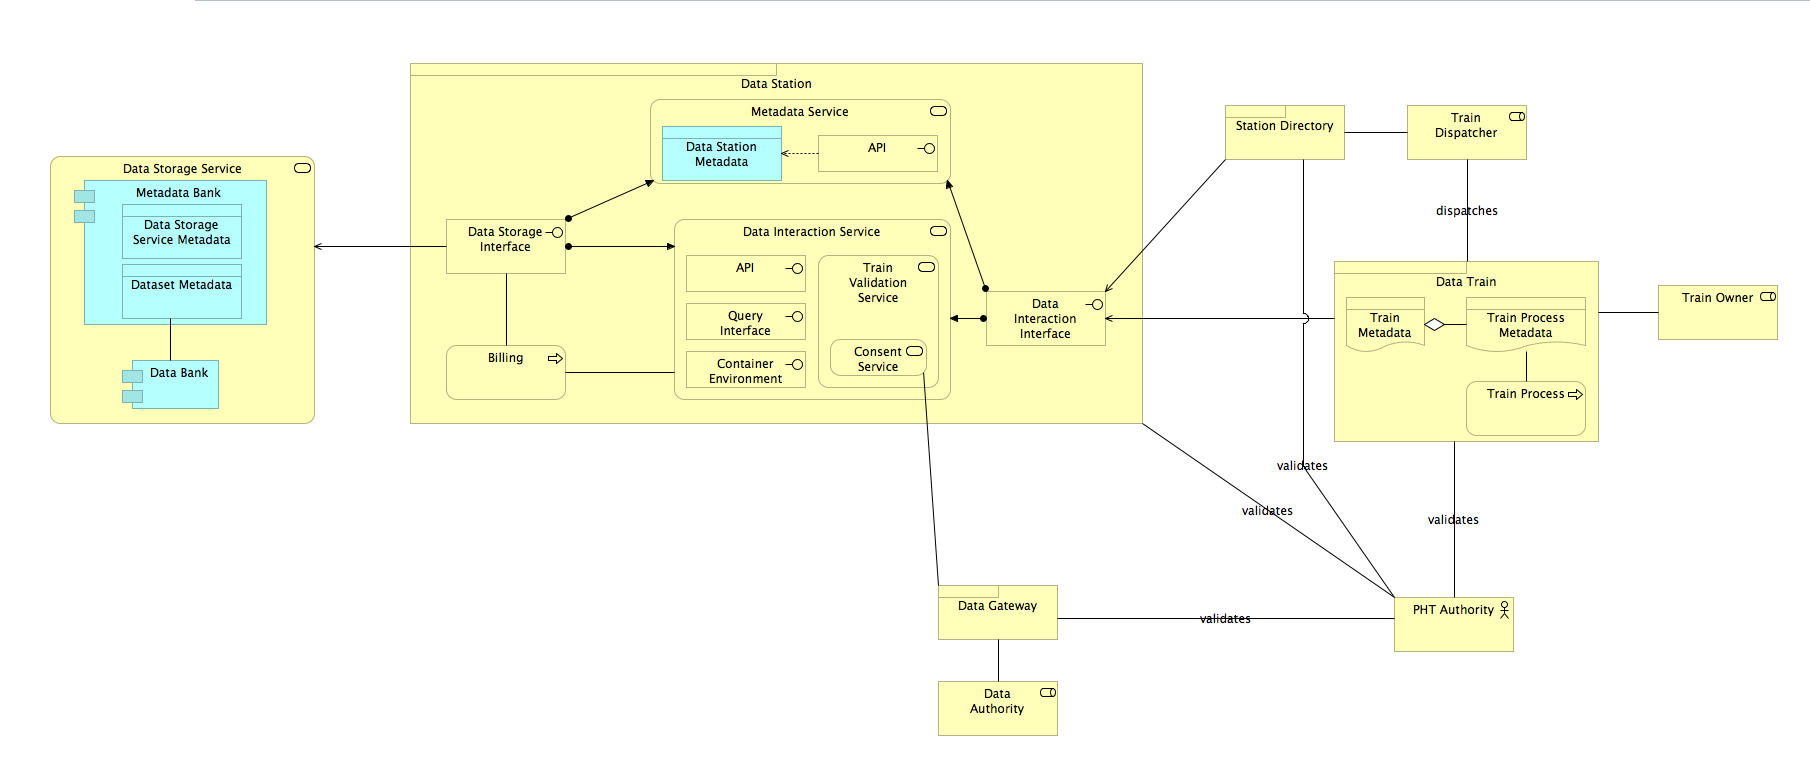 Data Station
Metadata Service
Data Station
Metadata
API
Station Directory
Train
Dispatcher
Data Storage Service
Metadata Bank
Data Storage
Service Metadata
Dataset Metadata
Data Bank
Data Storage
Interface
Data Interaction Service
API
Query
Interface
Container
Environment
Train
Validation
Service
Consent
Service
Billing
Data
Interaction
Interface
dispatches
Data Train
Train
Metadata
Train Process
Metadata
Train Process
Train Owner
validates
validates
validates
Data Gateway
validates
PHT Authority
Data
Authority